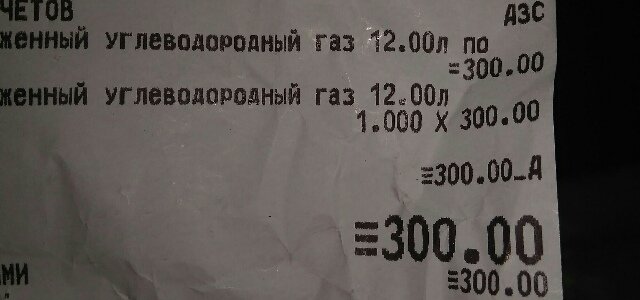 ЧЕТОВ АЗС
женный углеводородный газ 12.00л по
=300.00
женный углеводородный газ 12.00л
1.000 X 300.00
≡300.00_А
≡300.00
АМИ ≡300.00